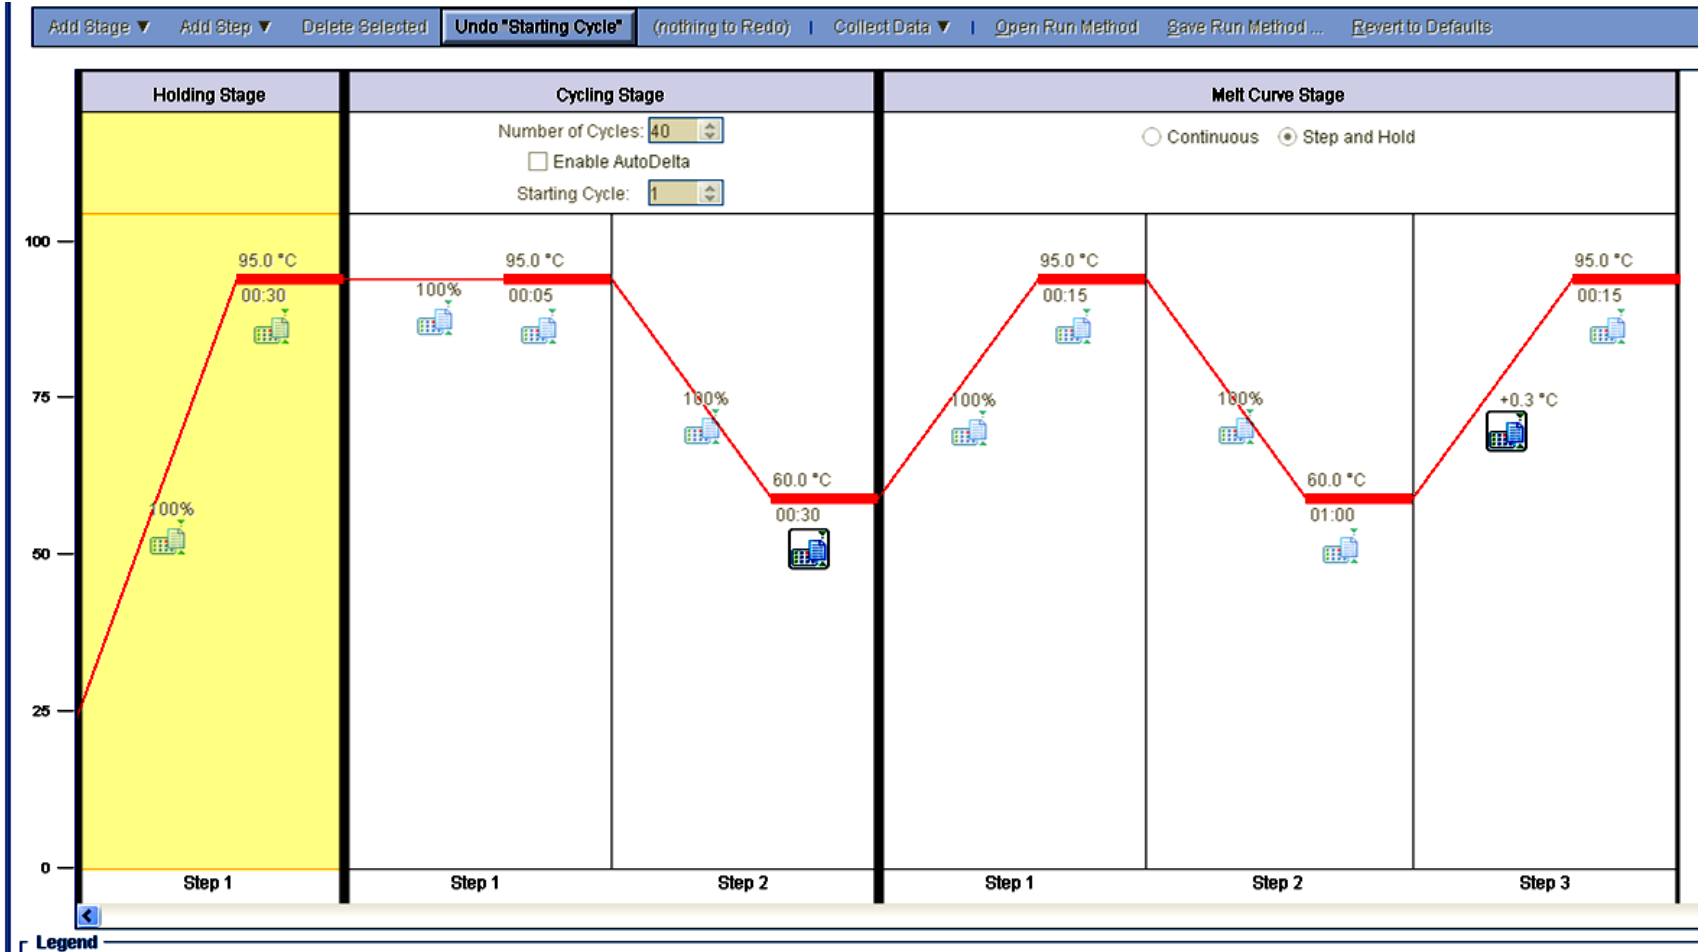 Add Stage ▼ Add Step ▼ Delete Selected Undo "Starting Cycle" (nothing to Redo) | Collect Data ▼ | Open Run Method Save Run Method ... Revert to Defaults
Holding Stage Cycling Stage Melt Curve Stage
Number of Cycles: 40
Continuous Step and Hold
Enable AutoDelta
Starting Cycle: 1
100
95.0 °C 95.0 °C 95.0 °C 95.0 °C
00:30 100% 00:05 00:15 00:15
75 100% 100% 100% +0.3 °C
60.0 °C 60.0 °C
100% 00:30 01:00
50
25
0
Step 1 Step 1 Step 2 Step 1 Step 2 Step 3
Legend